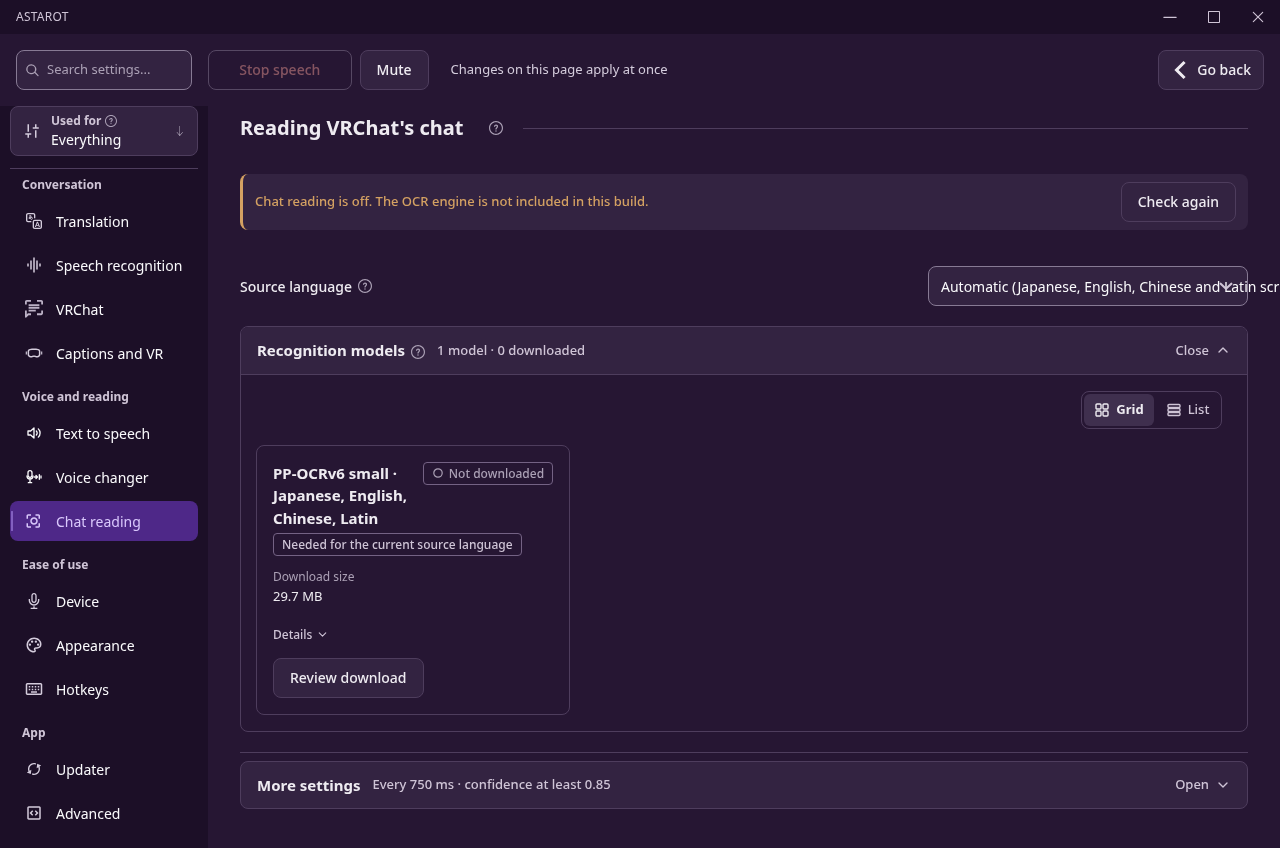 ASTAROT
Search settings...
Stop speech
Mute
Changes on this page apply at once
Go back
Used for
Everything
Conversation
Translation
Speech recognition
VRChat
Captions and VR
Voice and reading
Text to speech
Voice changer
Chat reading
Ease of use
Device
Appearance
Hotkeys
App
Updater
Advanced
Reading VRChat's chat
Chat reading is off. The OCR engine is not included in this build.
Check again
Source language
Automatic (Japanese, English, Chinese and Latin scr
Recognition models
1 model · 0 downloaded
Close
Grid
List
PP-OCRv6 small ·
Japanese, English,
Chinese, Latin
Not downloaded
Needed for the current source language
Download size
29.7 MB
Details
Review download
More settings
Every 750 ms · confidence at least 0.85
Open